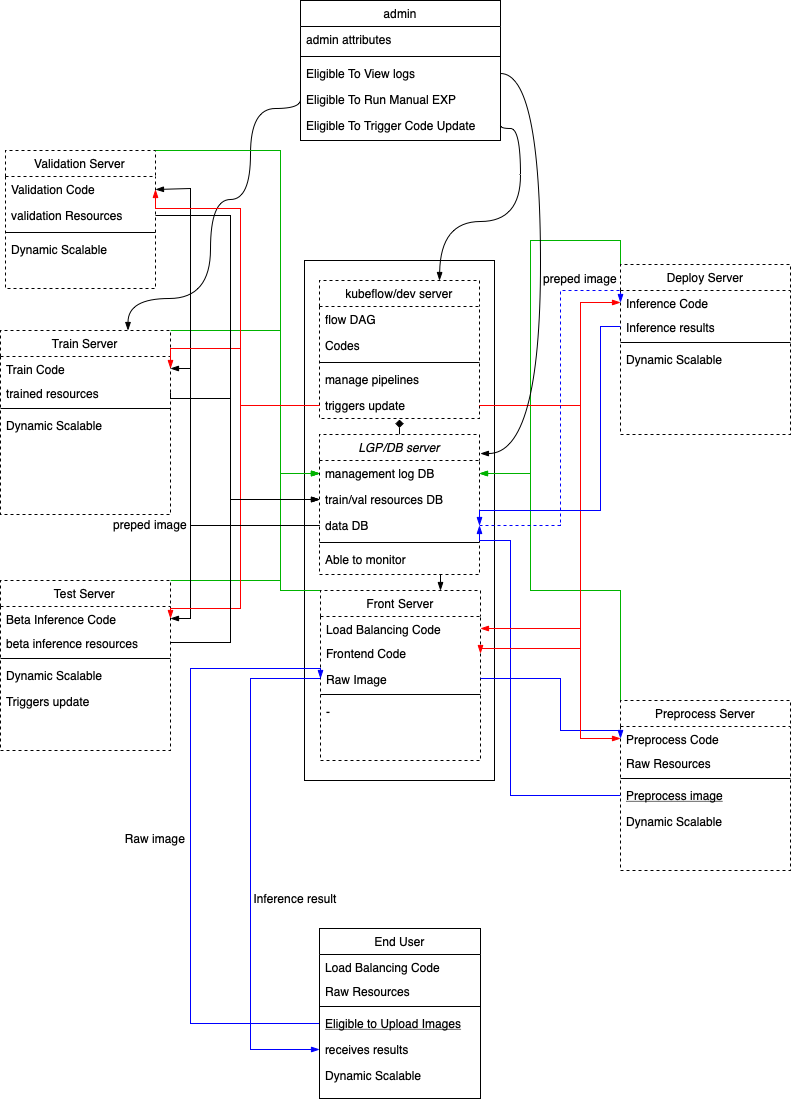 admin
admin attributes
Eligible To View logs
Eligible To Run Manual EXP
Eligible To Trigger Code Update
Validation Server
Validation Code
validation Resources
Dynamic Scalable
preped image
Deploy Server
Inference Code
Inference results
Dynamic Scalable
kubeflow/dev server
flow DAG
Codes
manage pipelines
triggers update
Train Server
Train Code
trained resources
Dynamic Scalable
LGP/DB server
management log DB
train/val resources DB
data DB
Able to monitor
preped image
Test Server
Beta Inference Code
beta inference resources
Dynamic Scalable
Triggers update
Front Server
Load Balancing Code
Frontend Code
Raw Image
-
Preprocess Server
Preprocess Code
Raw Resources
Preprocess image
Dynamic Scalable
Raw image
Inference result
End User
Load Balancing Code
Raw Resources
Eligible to Upload Images
receives results
Dynamic Scalable